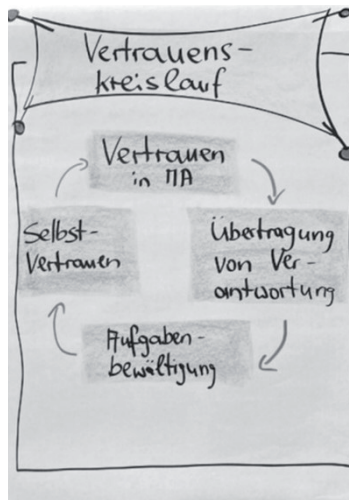 Vertrauens-
kreislauf
Vertrauen
in MA
Übertragung
von Ver-
antwortung
Aufgaben-
bewältigung
Selbst-
Vertrauen